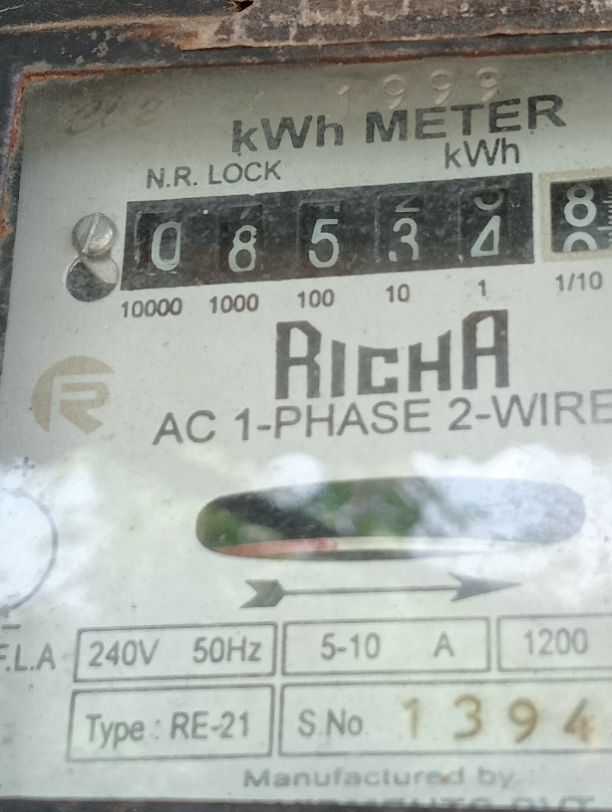 1999
kWh METER
N.R. LOCK kWh
0 8 5 3 4 8
10000 1000 100 10 1 1/10
RICHA
AC 1-PHASE 2-WIRE
+
-
F.L.A 240V 50Hz 5-10 A 1200
Type : RE-21 S.No. 1394
Manufactured by :